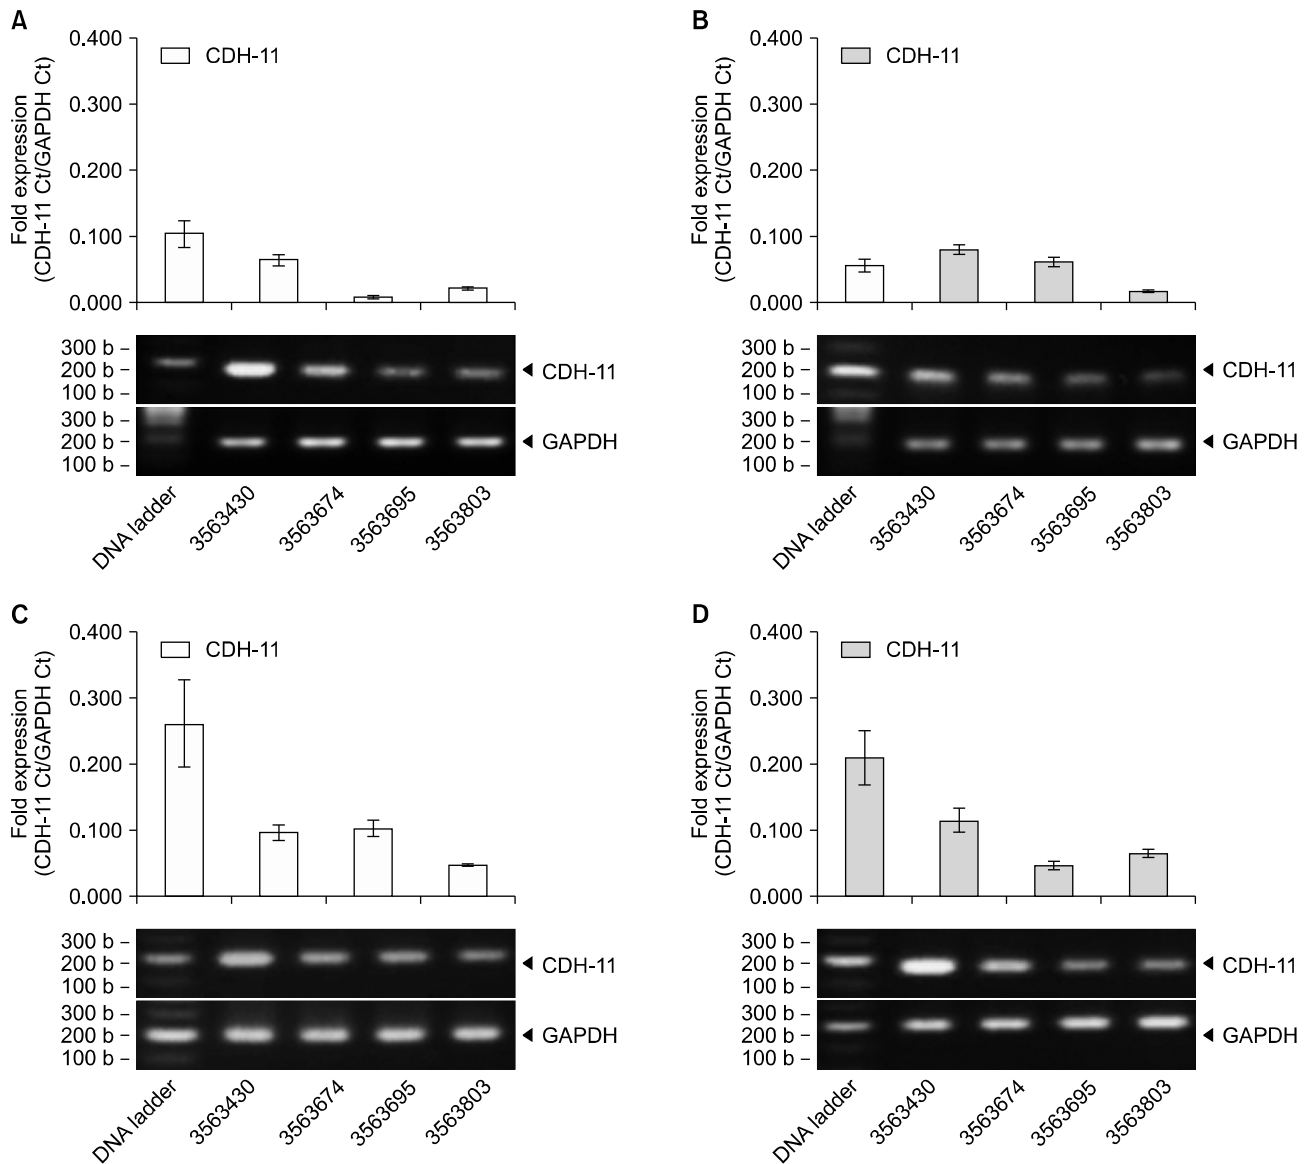 A
Fold expression
(CDH-11 Ct/GAPDH Ct)
0.400
0.300
0.200
0.100
0.000
CDH-11
300 b
200 b
100 b
CDH-11
300 b
200 b
100 b
GAPDH
DNA ladder
3563430
3563674
3563695
3563803
B
Fold expression
(CDH-11 Ct/GAPDH Ct)
0.400
0.300
0.200
0.100
0.000
CDH-11
300 b
200 b
100 b
CDH-11
300 b
200 b
100 b
GAPDH
DNA ladder
3563430
3563674
3563695
3563803
C
Fold expression
(CDH-11 Ct/GAPDH Ct)
0.400
0.300
0.200
0.100
0.000
CDH-11
300 b
200 b
100 b
CDH-11
300 b
200 b
100 b
GAPDH
DNA ladder
3563430
3563674
3563695
3563803
D
Fold expression
(CDH-11 Ct/GAPDH Ct)
0.400
0.300
0.200
0.100
0.000
CDH-11
300 b
200 b
100 b
CDH-11
300 b
200 b
100 b
GAPDH
DNA ladder
3563430
3563674
3563695
3563803